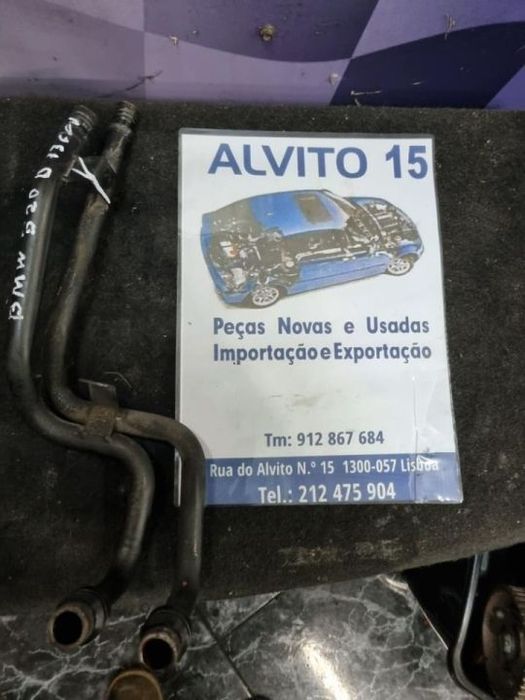 ALVITO 15
Peças Novas e Usadas
Importação e Exportação
Tm: 912 867 684
Rua do Alvito N.º 15 1300-057 Lisboa
Tel.: 212 475 904
BMW 320 D